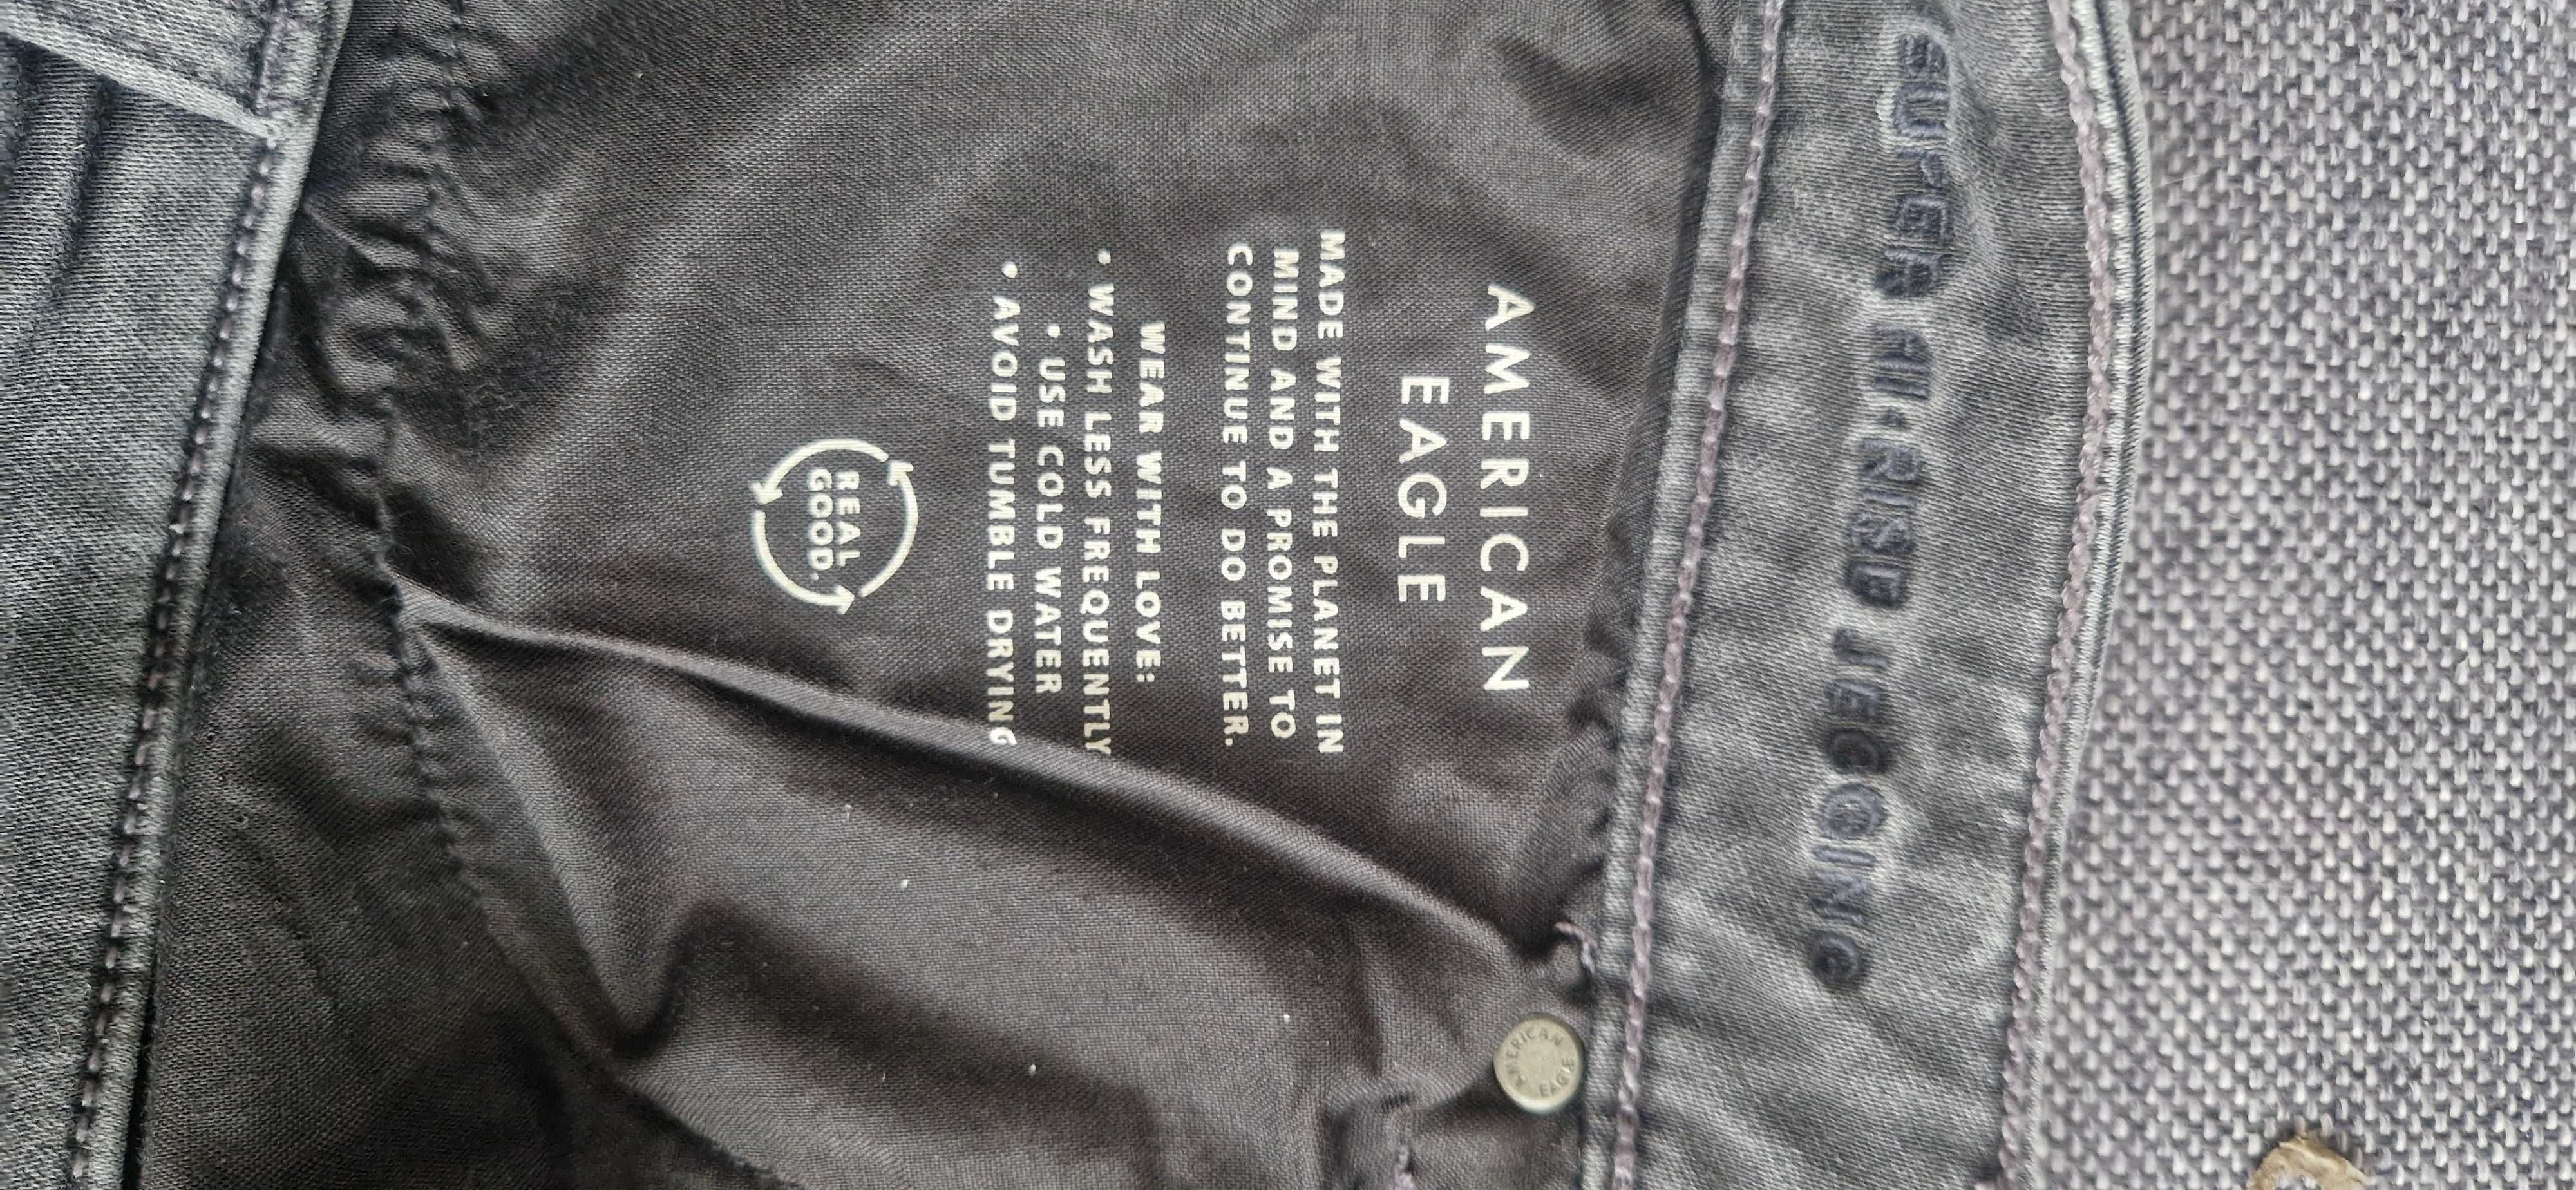 SUPER HI-RISE JEGGING
AMERICAN
EAGLE
MADE WITH THE PLANET IN
MIND AND A PROMISE TO
CONTINUE TO DO BETTER.
WEAR WITH LOVE:
• WASH LESS FREQUENTLY
• USE COLD WATER
• AVOID TUMBLE DRYING
REAL
GOOD.
AMERICAN EAGLE